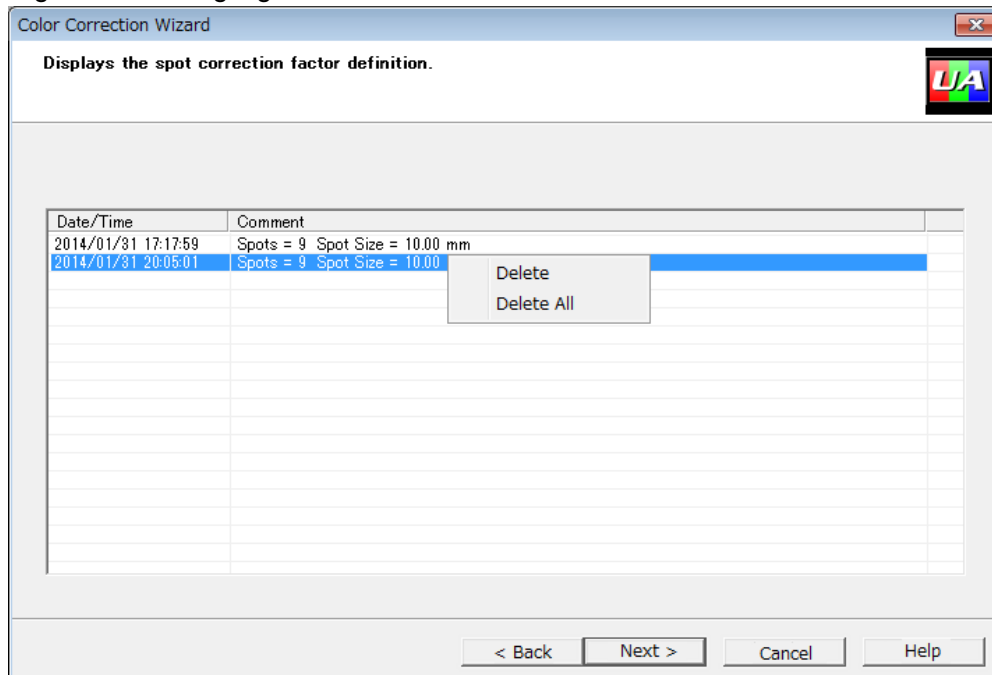 Color Correction Wizard
Displays the spot correction factor definition.
UA
Date/Time Comment
2014/01/31 17:17:59 Spots = 9 Spot Size = 10.00 mm
2014/01/31 20:05:01 Spots = 9 Spot Size = 10.00
Delete
Delete All
< Back Next > Cancel Help